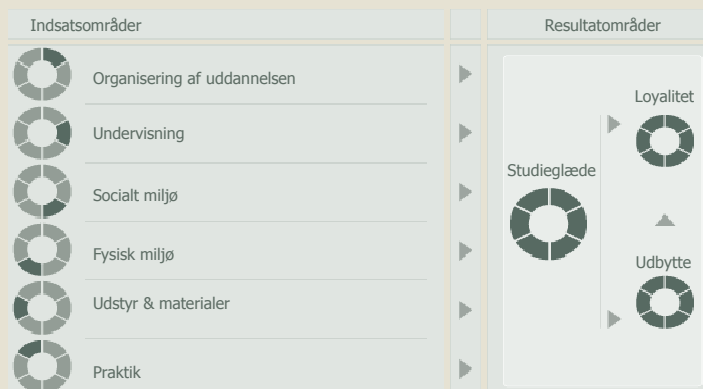 Indsatsområder
Resultatområder
Organisering af uddannelsen
Undervisning
Socialt miljø
Fysisk miljø
Udstyr & materialer
Praktik
Studieglæde
Loyalitet
Udbytte